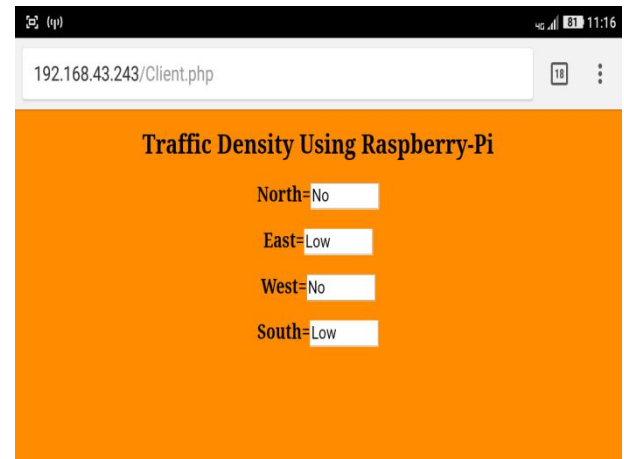 4G 81 11:16
192.168.43.243/Client.php 18
Traffic Density Using Raspberry-Pi
North=No
East=Low
West=No
South=Low